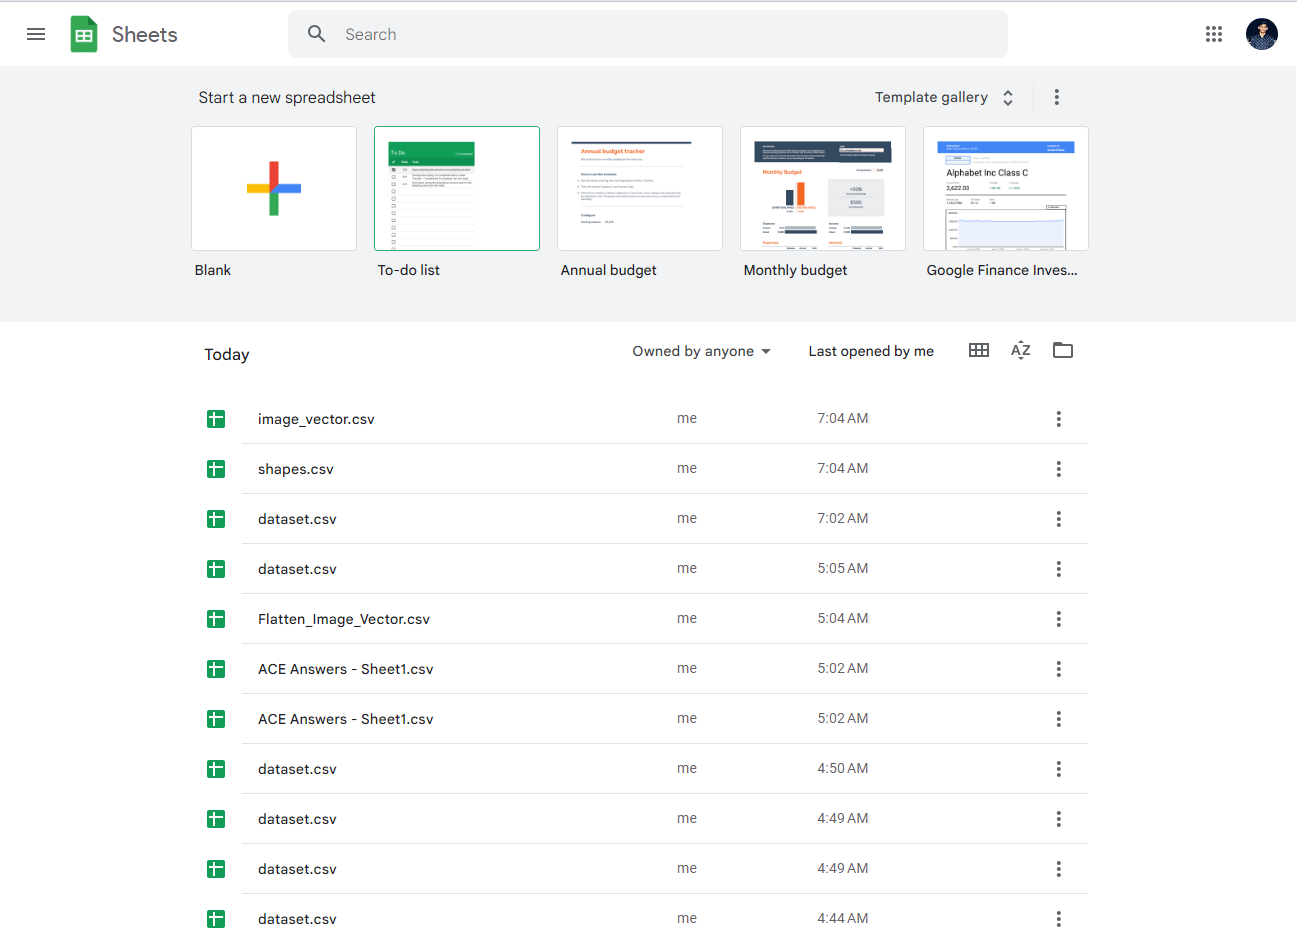 Sheets
Search
Start a new spreadsheet
Template gallery
To Do
Annual budget tracker
Monthly Budget
Alphabet Inc Class C
2,622.03
Blank
To-do list
Annual budget
Monthly budget
Google Finance Inves...
Today
Owned by anyone
Last opened by me
AZ
image_vector.csv me 7:04 AM
shapes.csv me 7:04 AM
dataset.csv me 7:02 AM
dataset.csv me 5:05 AM
Flatten_Image_Vector.csv me 5:04 AM
ACE Answers - Sheet1.csv me 5:02 AM
ACE Answers - Sheet1.csv me 5:02 AM
dataset.csv me 4:50 AM
dataset.csv me 4:49 AM
dataset.csv me 4:49 AM
dataset.csv me 4:44 AM